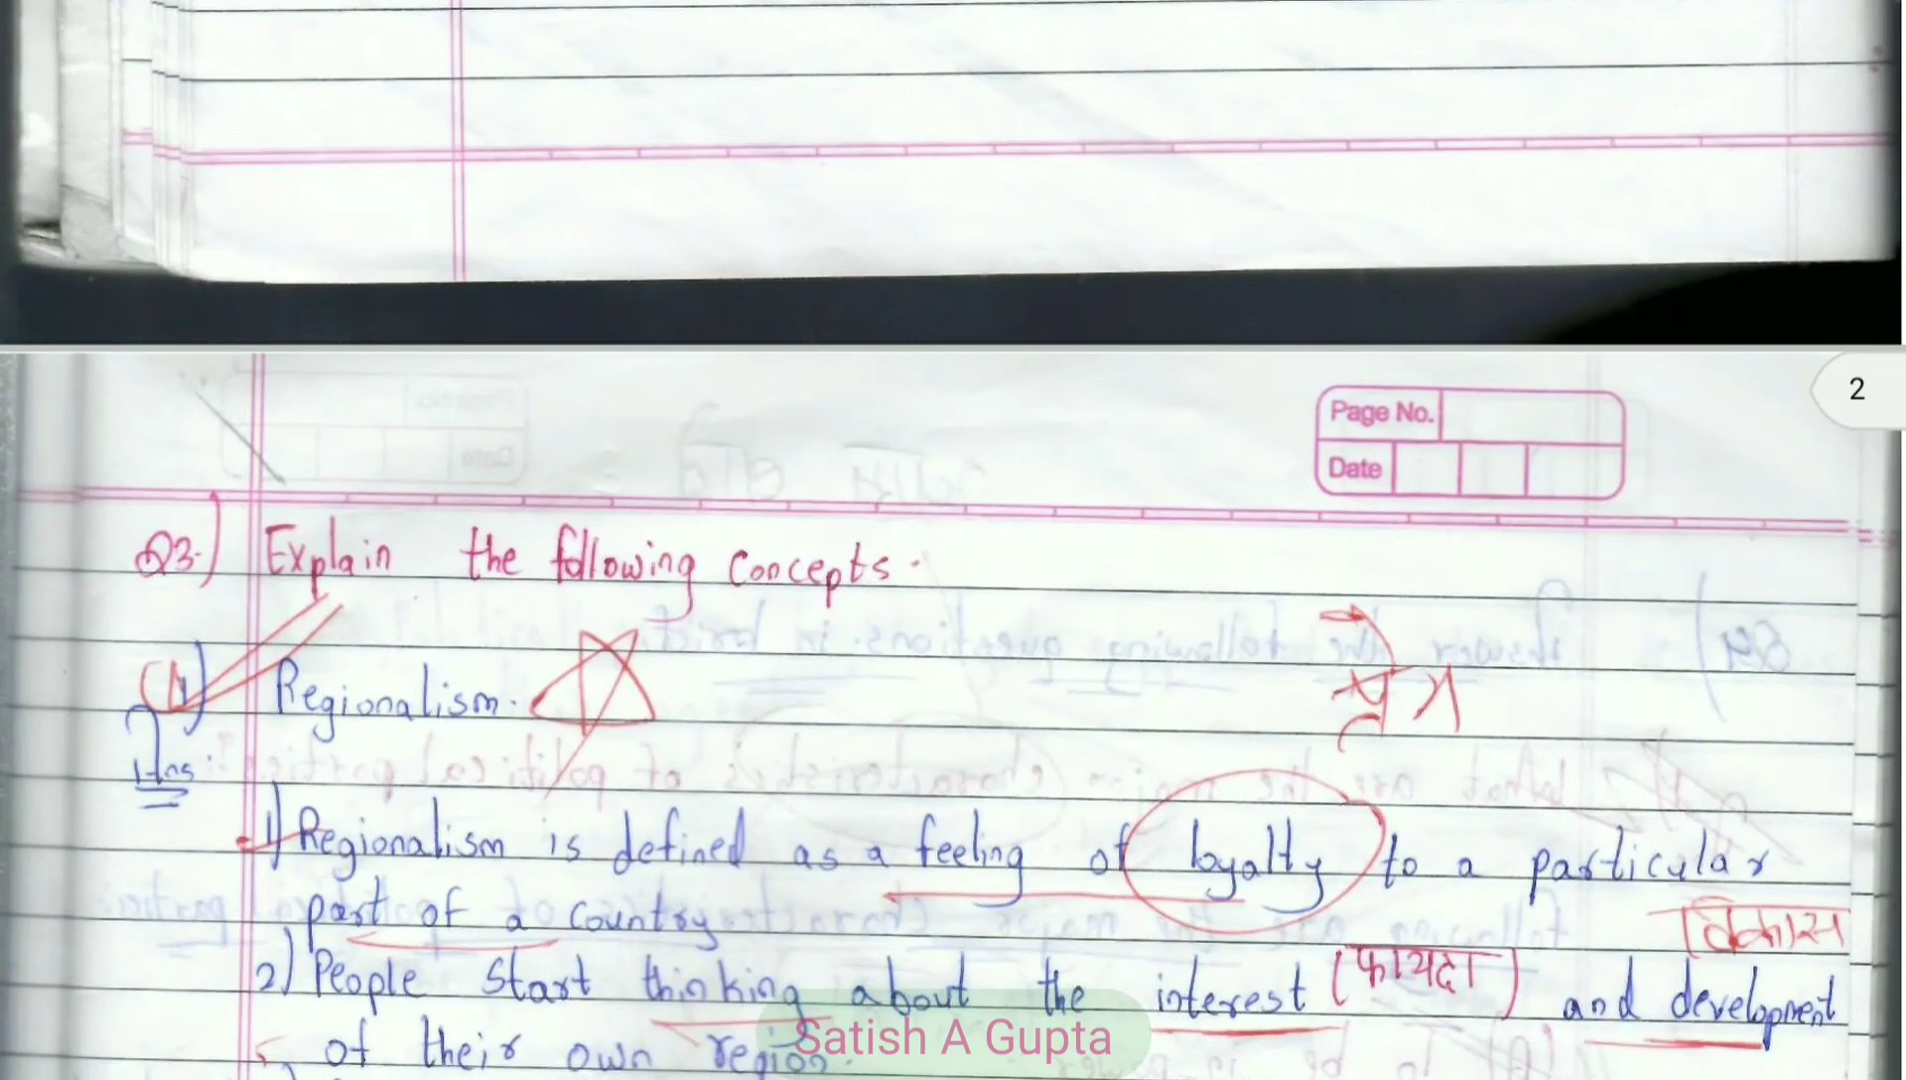 2
Page No.
Date
Q3.) Explain the following Concepts.
(1) Regionalism.
Ans:
1) Regionalism is defined as a feeling of loyalty to a particular
part of a country
विकास
2) People start thinking about the interest (फायदा) and development
of their own region.
Satish A Gupta